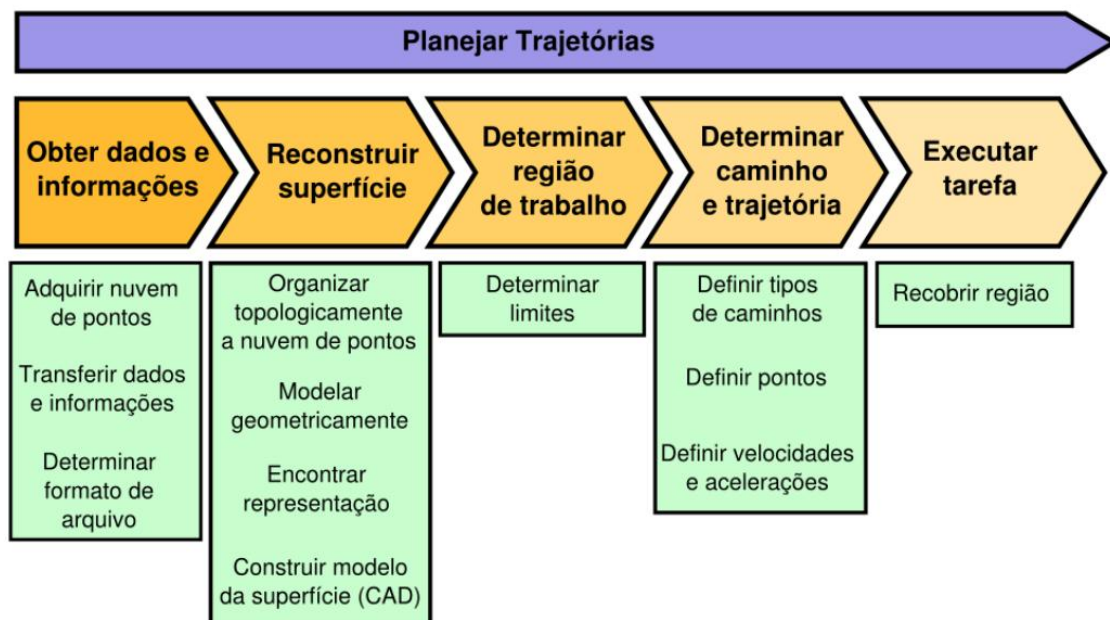 Planejar Trajetórias
Obter dados e
informações
Reconstruir
superfície
Determinar
região
de trabalho
Determinar
caminho
e trajetória
Executar
tarefa
Adquirir nuvem
de pontos
Transferir dados
e informações
Determinar
formato de
arquivo
Organizar
topologicamente
a nuvem de pontos
Modelar
geometricamente
Encontrar
representação
Construir modelo
da superfície (CAD)
Determinar
limites
Definir tipos
de caminhos
Definir pontos
Definir velocidades
e acelerações
Recobrir região